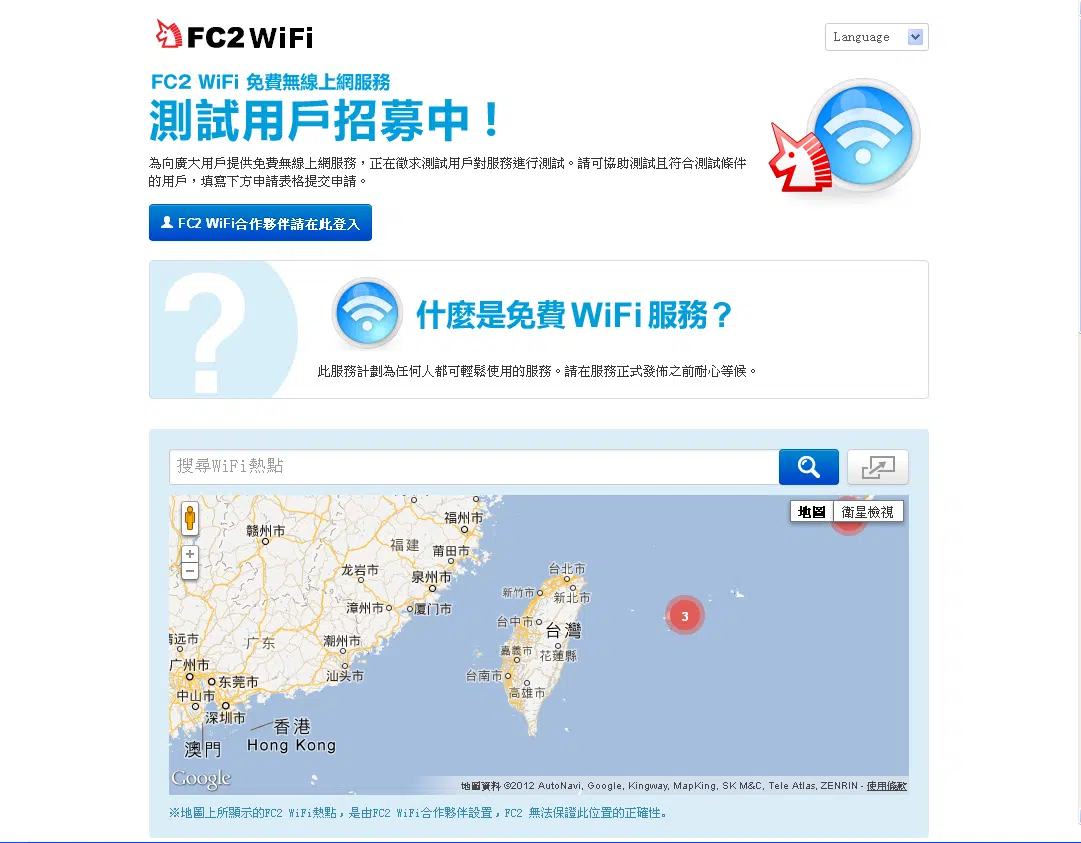 FC2 WiFi
Language
FC2 WiFi 免費無線上網服務
測試用戶招募中！
為向廣大用戶提供免費無線上網服務，正在徵求測試用戶對服務進行測試。請可協助測試且符合測試條件
的用戶，填寫下方申請表格提交申請。
FC2 WiFi合作夥伴請在此登入
?
什麼是免費WiFi服務？
此服務計劃為任何人都可輕鬆使用的服務。請在服務正式發佈之前耐心等候。
搜尋WiFi熱點
地圖
衛星檢視
福州市
赣州市
福建
莆田市
龙岩市
泉州市
台北市
新竹市
新北市
漳州市
厦门市
3
台中市
台灣
清远市
广东
潮州市
嘉義市
花蓮縣
广州市
汕头市
台南市
东莞市
中山市
高雄市
深圳市
香港
澳門
Hong Kong
Google
地圖資料 ©2012 AutoNavi, Google, Kingway, MapKing, SK M&C, Tele Atlas, ZENRIN - 使用條款
※地圖上所顯示的FC2 WiFi熱點，是由FC2 WiFi合作夥伴設置，FC2 無法保證此位置的正確性。